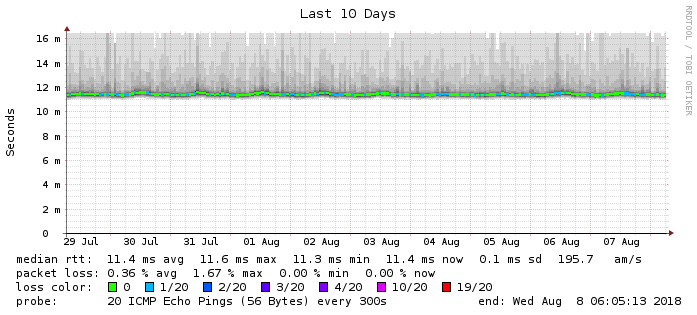 Last 10 Days
RRDTOOL / TOBI OETIKER
Seconds
16 m
14 m
12 m
10 m
8 m
6 m
4 m
2 m
0
29 Jul 30 Jul 31 Jul 01 Aug 02 Aug 03 Aug 04 Aug 05 Aug 06 Aug 07 Aug
median rtt: 11.4 ms avg 11.6 ms max 11.3 ms min 11.4 ms now 0.1 ms sd 195.7 am/s
packet loss: 0.36 % avg 1.67 % max 0.00 % min 0.00 % now
loss color: 0 1/20 2/20 3/20 4/20 10/20 19/20
probe: 20 ICMP Echo Pings (56 Bytes) every 300s end: Wed Aug 8 06:05:13 2018